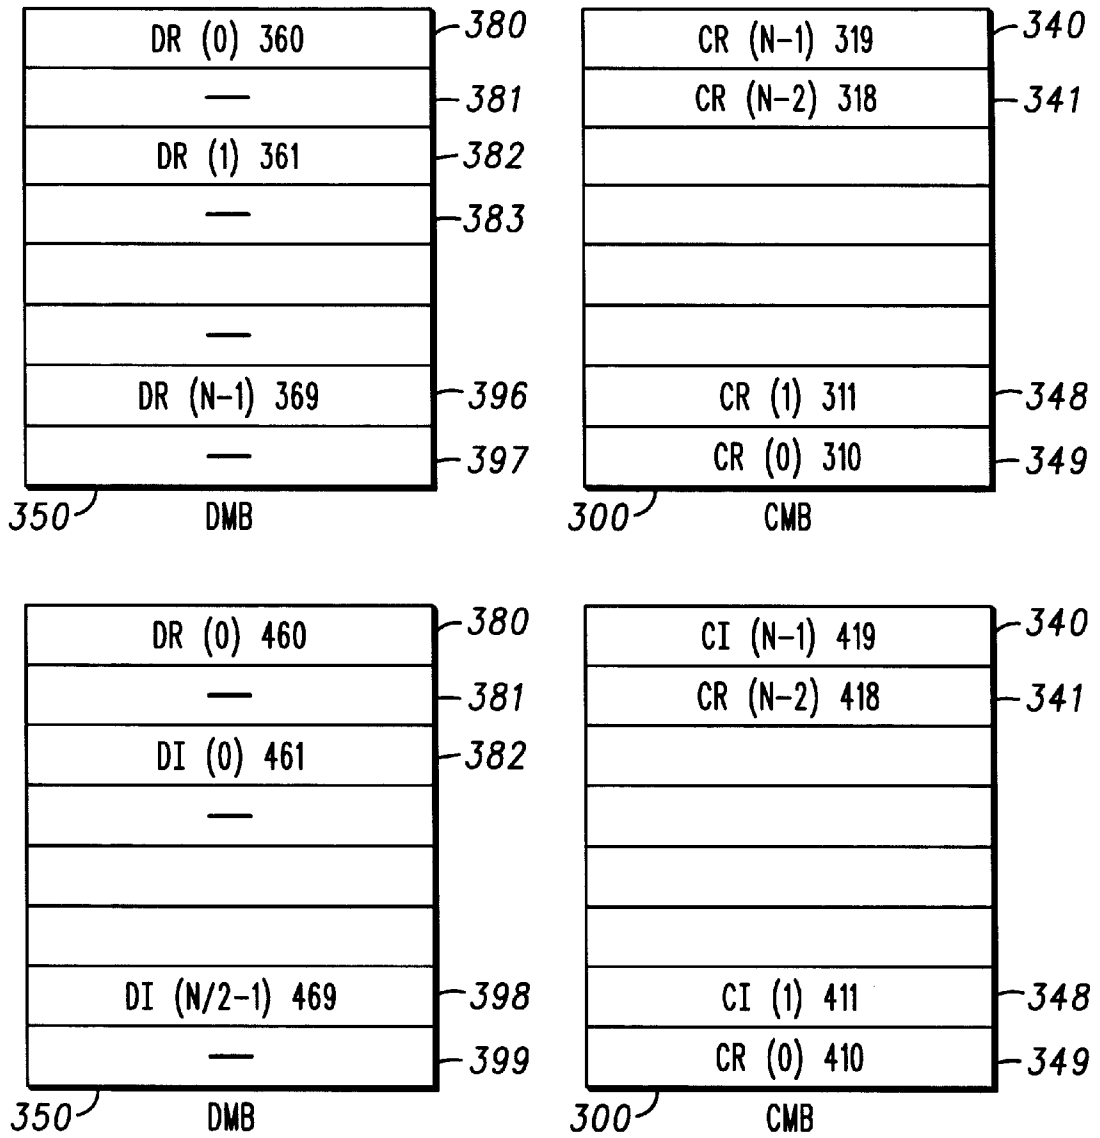 DR (0) 360 380
— 381
DR (1) 361 382
— 383
—
DR (N-1) 369 396
— 397
350 DMB
CR (N-1) 319 340
CR (N-2) 318 341
CR (1) 311 348
CR (0) 310 349
300 CMB
DR (0) 460 380
— 381
DI (0) 461 382
—
DI (N/2-1) 469 398
— 399
350 DMB
CI (N-1) 419 340
CR (N-2) 418 341
CI (1) 411 348
CR (0) 410 349
300 CMB